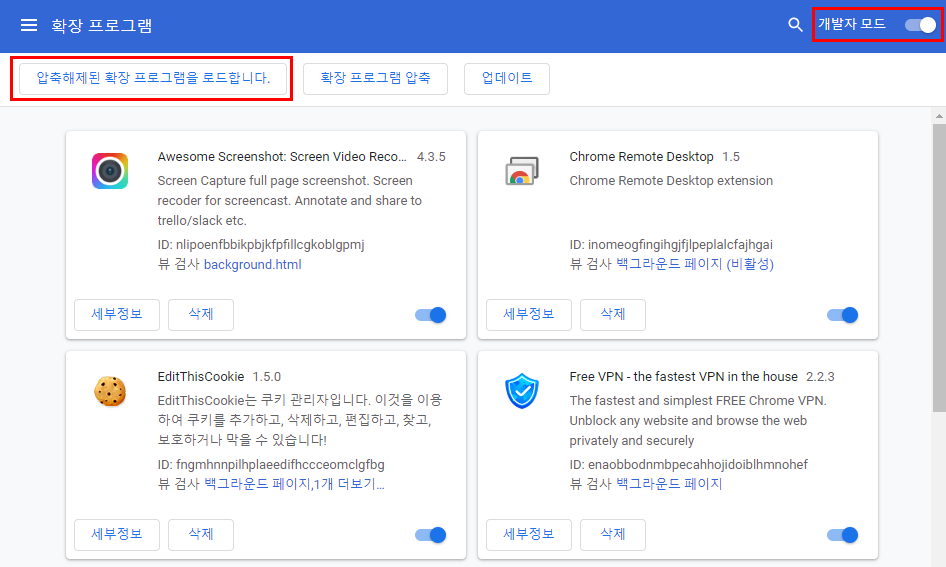 확장 프로그램
개발자 모드
압축해제된 확장 프로그램을 로드합니다.
확장 프로그램 압축
업데이트
Awesome Screenshot: Screen Video Reco... 4.3.5
Screen Capture full page screenshot. Screen
recoder for screencast. Annotate and share to
trello/slack etc.
ID: nlipoenfbbikpbjkfpfillcgkoblgpmj
뷰 검사 background.html
세부정보
삭제
Chrome Remote Desktop 1.5
Chrome Remote Desktop extension
ID: inomeogfingihgjfjlpeplalcfajhgai
뷰 검사 백그라운드 페이지 (비활성)
세부정보
삭제
EditThisCookie 1.5.0
EditThisCookie는 쿠키 관리자입니다. 이것을 이용
하여 쿠키를 추가하고, 삭제하고, 편집하고, 찾고,
보호하거나 막을 수 있습니다!
ID: fngmhnnpilhplaeedifhccceomclgfbg
뷰 검사 백그라운드 페이지,1개 더보기...
세부정보
삭제
Free VPN - the fastest VPN in the house 2.2.3
The fastest and simplest FREE Chrome VPN.
Unblock any website and browse the web
privately and securely
ID: enaobbodnmbpecahhojidoiblhmnohef
뷰 검사 백그라운드 페이지
세부정보
삭제